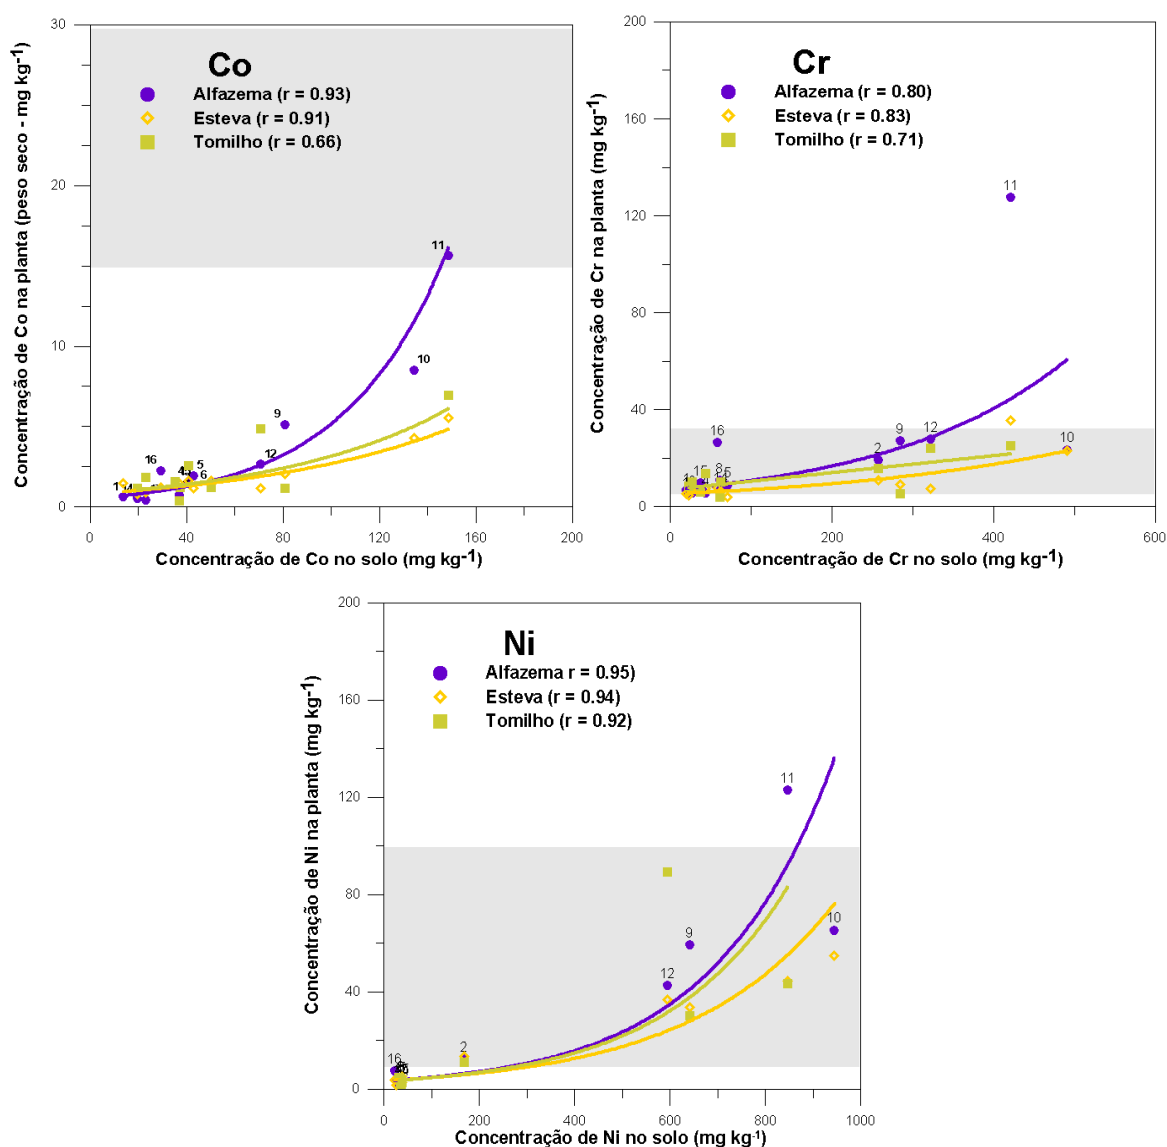 Co
Alfazema (r = 0.93)
Esteva (r = 0.91)
Tomilho (r = 0.66)
Concentração de Co na planta (peso seco - mg kg-1)
30
20
10
0
11
10
9
12
16
5
6
4
1
0 40 80 120 160 200
Concentração de Co no solo (mg kg-1)
Cr
Alfazema (r = 0.80)
Esteva (r = 0.83)
Tomilho (r = 0.71)
Concentração de Cr na planta (mg kg-1)
200
160
120
80
40
0
11
16
9
12
2
10
15
8
0 200 400 600
Concentração de Cr no solo (mg kg-1)
Ni
Alfazema r = 0.95)
Esteva (r = 0.94)
Tomilho (r = 0.92)
Concentração de Ni na planta (mg kg-1)
200
160
120
80
40
0
11
9
12
10
2
16
0 200 400 600 800 1000
Concentração de Ni no solo (mg kg-1)